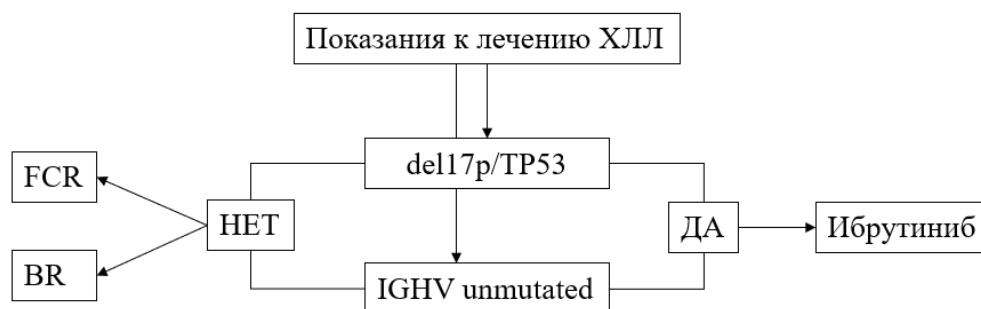 Показания к лечению ХЛЛ
del17p/TP53
FCR
НЕТ
ДА
Ибрутиниб
BR
IGHV unmutated